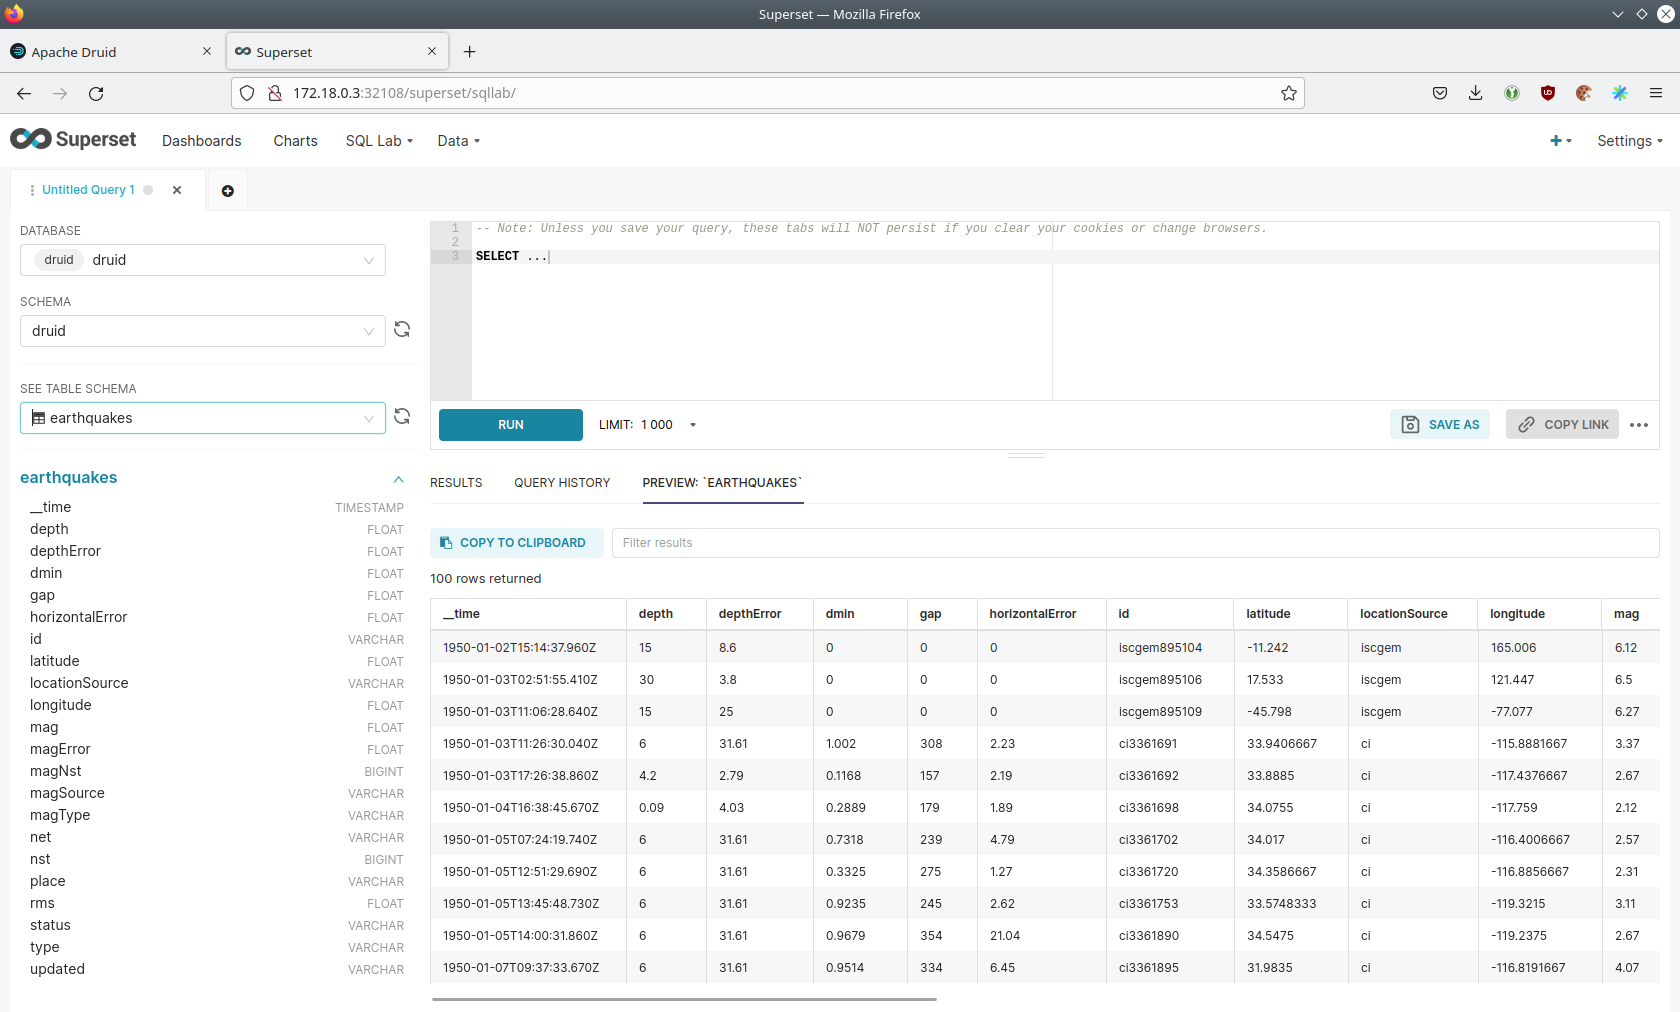 Superset — Mozilla Firefox
Apache Druid
Superset
172.18.0.3:32108/superset/sqllab/
Superset Dashboards Charts SQL Lab Data Settings
Untitled Query 1
DATABASE
druid druid
SCHEMA
druid
SEE TABLE SCHEMA
earthquakes
earthquakes
__time TIMESTAMP
depth FLOAT
depthError FLOAT
dmin FLOAT
gap FLOAT
horizontalError FLOAT
id VARCHAR
latitude FLOAT
locationSource VARCHAR
longitude FLOAT
mag FLOAT
magError FLOAT
magNst BIGINT
magSource VARCHAR
magType VARCHAR
net VARCHAR
nst BIGINT
place VARCHAR
rms FLOAT
status VARCHAR
type VARCHAR
updated VARCHAR
1 -- Note: Unless you save your query, these tabs will NOT persist if you clear your cookies or change browsers.
2
3 SELECT ...
RUN LIMIT: 1 000 SAVE AS COPY LINK
RESULTS QUERY HISTORY PREVIEW: `EARTHQUAKES`
COPY TO CLIPBOARD Filter results
100 rows returned
__time depth depthError dmin gap horizontalError id latitude locationSource longitude mag
1950-01-02T15:14:37.960Z 15 8.6 0 0 0 iscgem895104 -11.242 iscgem 165.006 6.12
1950-01-03T02:51:55.410Z 30 3.8 0 0 0 iscgem895106 17.533 iscgem 121.447 6.5
1950-01-03T11:06:28.640Z 15 25 0 0 0 iscgem895109 -45.798 iscgem -77.077 6.27
1950-01-03T11:26:30.040Z 6 31.61 1.002 308 2.23 ci3361691 33.9406667 ci -115.8881667 3.37
1950-01-03T17:26:38.860Z 4.2 2.79 0.1168 157 2.19 ci3361692 33.8885 ci -117.4376667 2.67
1950-01-04T16:38:45.670Z 0.09 4.03 0.2889 179 1.89 ci3361698 34.0755 ci -117.759 2.12
1950-01-05T07:24:19.740Z 6 31.61 0.7318 239 4.79 ci3361702 34.017 ci -116.4006667 2.57
1950-01-05T12:51:29.690Z 6 31.61 0.3325 275 1.27 ci3361720 34.3586667 ci -116.8856667 2.31
1950-01-05T13:45:48.730Z 6 31.61 0.9235 245 2.62 ci3361753 33.5748333 ci -119.3215 3.11
1950-01-05T14:00:31.860Z 6 31.61 0.9679 354 21.04 ci3361890 34.5475 ci -119.2375 2.67
1950-01-07T09:37:33.670Z 6 31.61 0.9514 334 6.45 ci3361895 31.9835 ci -116.8191667 4.07